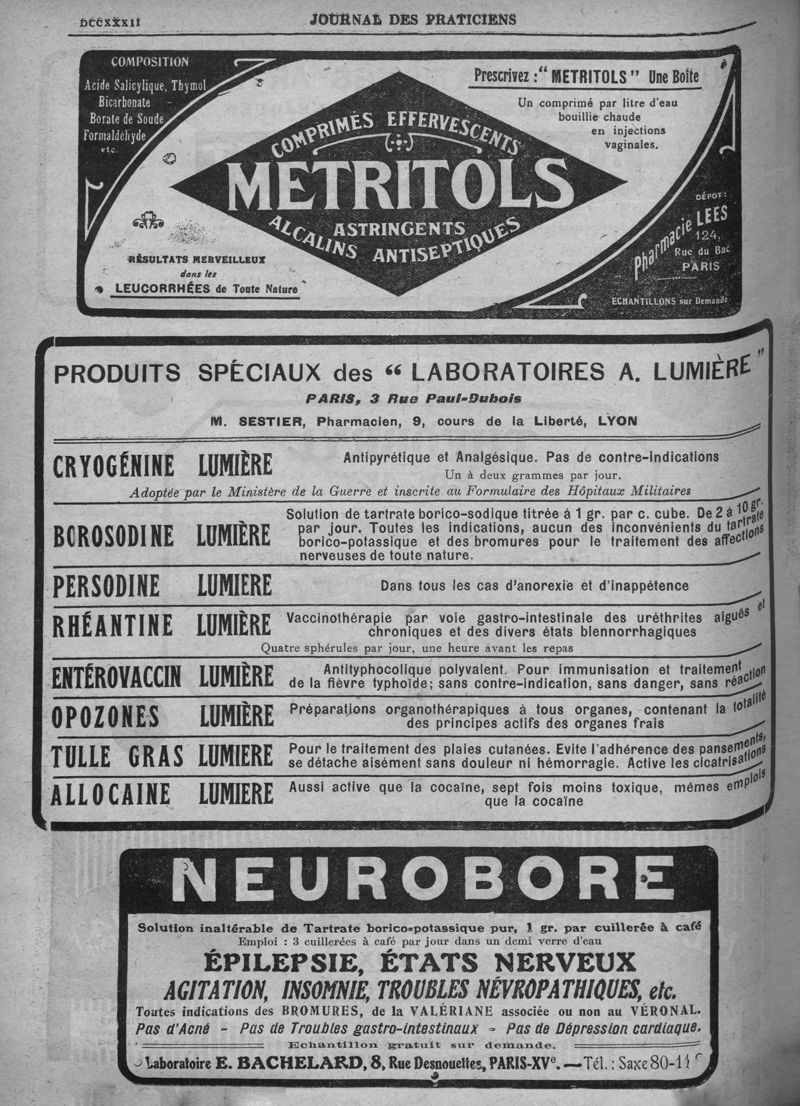 DCCXXXII
JOURNAL DES PRATICIENS
COMPOSITION
Acide Salicylique, Thymol
Bicarbonate -
Borate de Soude
Formaldéhyde
etc.
Prescrivez : "METRITOLS" Une Boîte
Un comprimé par litre d'eau
bouillie chaude
en injections
vaginales.
COMPRIMÉS EFFERVESCENTS
METRITOLS
ASTRINGENTS
ALCALINS ANTISEPTIQUES
RÉSULTATS MERVEILLEUX
dans les
LEUCORRHÉES de Toute Nature
DÉPOT :
Pharmacie LEES
124,
Rue du Bac
PARIS
ECHANTILLONS sur Demande
PRODUITS SPÉCIAUX des "LABORATOIRES A. LUMIÈRE"
PARIS, 3 Rue Paul-Dubois
M. SESTIER, Pharmacien, 9, cours de la Liberté, LYON
CRYOGÉNINE LUMIÈRE
Antipyrétique et Analgésique. Pas de contre-indications
Un à deux grammes par jour.
Adoptée par le Ministère de la Guerre et inscrite au Formulaire des Hôpitaux Militaires
BOROSODINE LUMIÈRE
Solution de tartrate borico-sodique titrée à 1 gr. par c. cube. De 2 à 10 gr.
par jour. Toutes les indications, aucun des inconvénients du tartrate
borico-potassique et des bromures pour le traitement des affections
nerveuses de toute nature.
PERSODINE LUMIERE
Dans tous les cas d'anorexie et d'inappétence
RHÉANTINE LUMIÈRE
Vaccinothérapie par voie gastro-intestinale des uréthrites aiguës et
chroniques et des divers états blennorrhagiques
Quatre sphérules par jour, une heure avant les repas
ENTÉROVACCIN LUMIÈRE
Antityphocolique polyvalent. Pour immunisation et traitement
de la fièvre typhoïde; sans contre-indication, sans danger, sans réaction
OPOZONES LUMIÈRE
Préparations organothérapiques à tous organes, contenant la totalité
des principes actifs des organes frais
TULLE GRAS LUMIERE
Pour le traitement des plaies cutanées. Evite l'adhérence des pansements,
se détache aisément sans douleur ni hémorragie. Active les cicatrisations
ALLOCAINE LUMIERE
Aussi active que la cocaïne, sept fois moins toxique, mêmes emplois
que la cocaïne
NEUROBORE
Solution inaltérable de Tartrate borico-potassique pur, 1 gr. par cuillerée à café
Emploi : 3 cuillerées à café par jour dans un demi verre d'eau
ÉPILEPSIE, ÉTATS NERVEUX
AGITATION, INSOMNIE, TROUBLES NÉVROPATHIQUES, etc.
Toutes indications des BROMURES, de la VALÉRIANE associée ou non au VÉRONAL.
Pas d'Acné - Pas de Troubles gastro-intestinaux - Pas de Dépression cardiaque.
Echantillon gratuit sur demande.
Laboratoire E. BACHELARD, 8, Rue Desnouettes, PARIS-XVe. — Tél. : Saxe 80-11